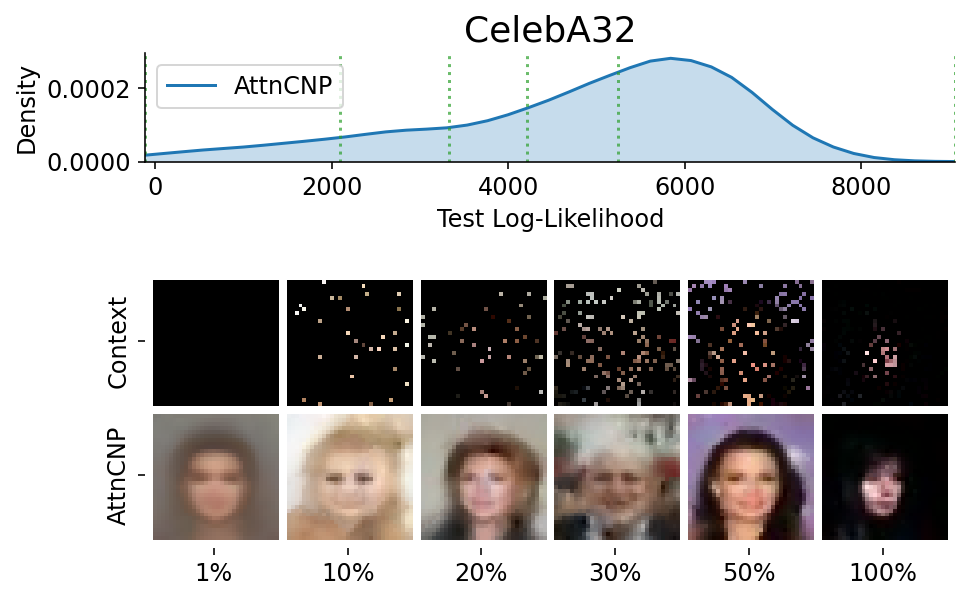 CelebA32
AttnCNP
Density
0.0002
0.0000
0 2000 4000 6000 8000
Test Log-Likelihood
Context
AttnCNP
1% 10% 20% 30% 50% 100%